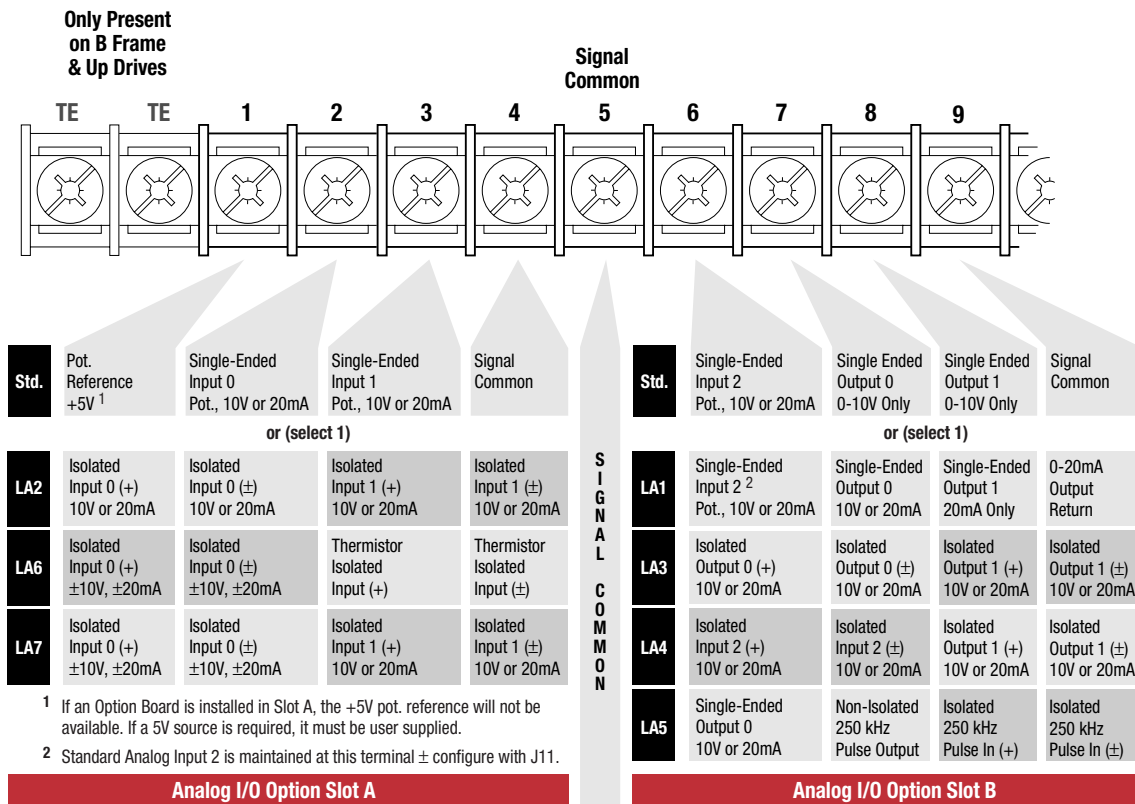 Only Present
on B Frame
& Up Drives
Signal
Common
TE TE 1 2 3 4 5 6 7 8 9
Std.
Pot.
Reference
+5V 1
Single-Ended
Input 0
Pot., 10V or 20mA
Single-Ended
Input 1
Pot., 10V or 20mA
Signal
Common
or (select 1)
LA2
Isolated
Input 0 (+)
10V or 20mA
Isolated
Input 0 (±)
10V or 20mA
Isolated
Input 1 (+)
10V or 20mA
Isolated
Input 1 (±)
10V or 20mA
LA6
Isolated
Input 0 (+)
±10V, ±20mA
Isolated
Input 0 (±)
±10V, ±20mA
Thermistor
Isolated
Input (+)
Thermistor
Isolated
Input (±)
LA7
Isolated
Input 0 (+)
±10V, ±20mA
Isolated
Input 0 (±)
±10V, ±20mA
Isolated
Input 1 (+)
10V or 20mA
Isolated
Input 1 (±)
10V or 20mA
1 If an Option Board is installed in Slot A, the +5V pot. reference will not be
available. If a 5V source is required, it must be user supplied.
2 Standard Analog Input 2 is maintained at this terminal ± configure with J11.
Analog I/O Option Slot A
SIGNAL COMMON
Std.
Single-Ended
Input 2
Pot., 10V or 20mA
Single Ended
Output 0
0-10V Only
Single Ended
Output 1
0-10V Only
Signal
Common
or (select 1)
LA1
Single-Ended
Input 2 2
Pot., 10V or 20mA
Single-Ended
Output 0
10V or 20mA
Single-Ended
Output 1
20mA Only
0-20mA
Output
Return
LA3
Isolated
Output 0 (+)
10V or 20mA
Isolated
Output 0 (±)
10V or 20mA
Isolated
Output 1 (+)
10V or 20mA
Isolated
Output 1 (±)
10V or 20mA
LA4
Isolated
Input 2 (+)
10V or 20mA
Isolated
Input 2 (±)
10V or 20mA
Isolated
Output 1 (+)
10V or 20mA
Isolated
Output 1 (±)
10V or 20mA
LA5
Single-Ended
Output 0
10V or 20mA
Non-Isolated
250 kHz
Pulse Output
Isolated
250 kHz
Pulse In (+)
Isolated
250 kHz
Pulse In (±)
Analog I/O Option Slot B